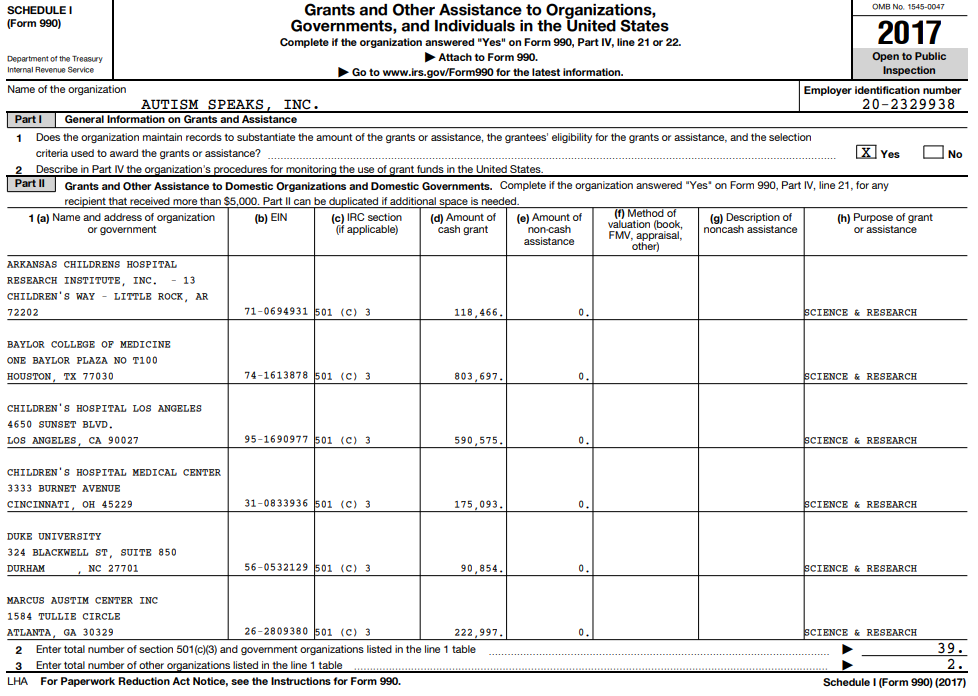 SCHEDULE I
(Form 990)
Department of the Treasury
Internal Revenue Service
Grants and Other Assistance to Organizations,
Governments, and Individuals in the United States
Complete if the organization answered "Yes" on Form 990, Part IV, line 21 or 22.
▶ Attach to Form 990.
▶ Go to www.irs.gov/Form990 for the latest information.
OMB No. 1545-0047
2017
Open to Public
Inspection
Name of the organization
AUTISM SPEAKS, INC.
Employer identification number
20-2329938
Part I General Information on Grants and Assistance
1 Does the organization maintain records to substantiate the amount of the grants or assistance, the grantees' eligibility for the grants or assistance, and the selection
criteria used to award the grants or assistance? X Yes No
2 Describe in Part IV the organization's procedures for monitoring the use of grant funds in the United States.
Part II Grants and Other Assistance to Domestic Organizations and Domestic Governments. Complete if the organization answered "Yes" on Form 990, Part IV, line 21, for any
recipient that received more than $5,000. Part II can be duplicated if additional space is needed.
1 (a) Name and address of organization
or government
(b) EIN
(c) IRC section
(if applicable)
(d) Amount of
cash grant
(e) Amount of
non-cash
assistance
(f) Method of
valuation (book,
FMV, appraisal,
other)
(g) Description of
noncash assistance
(h) Purpose of grant
or assistance
ARKANSAS CHILDRENS HOSPITAL
RESEARCH INSTITUTE, INC. - 13
CHILDREN'S WAY - LITTLE ROCK, AR
72202 71-0694931 501 (C) 3 118,466. 0. SCIENCE & RESEARCH
BAYLOR COLLEGE OF MEDICINE
ONE BAYLOR PLAZA NO T100
HOUSTON, TX 77030 74-1613878 501 (C) 3 803,697. 0. SCIENCE & RESEARCH
CHILDREN'S HOSPITAL LOS ANGELES
4650 SUNSET BLVD.
LOS ANGELES, CA 90027 95-1690977 501 (C) 3 590,575. 0. SCIENCE & RESEARCH
CHILDREN'S HOSPITAL MEDICAL CENTER
3333 BURNET AVENUE
CINCINNATI, OH 45229 31-0833936 501 (C) 3 175,093. 0. SCIENCE & RESEARCH
DUKE UNIVERSITY
324 BLACKWELL ST, SUITE 850
DURHAM , NC 27701 56-0532129 501 (C) 3 90,854. 0. SCIENCE & RESEARCH
MARCUS AUSTIM CENTER INC
1584 TULLIE CIRCLE
ATLANTA, GA 30329 26-2809380 501 (C) 3 222,997. 0. SCIENCE & RESEARCH
2 Enter total number of section 501(c)(3) and government organizations listed in the line 1 table ▶ 39.
3 Enter total number of other organizations listed in the line 1 table ▶ 2.
LHA For Paperwork Reduction Act Notice, see the Instructions for Form 990. Schedule I (Form 990) (2017)